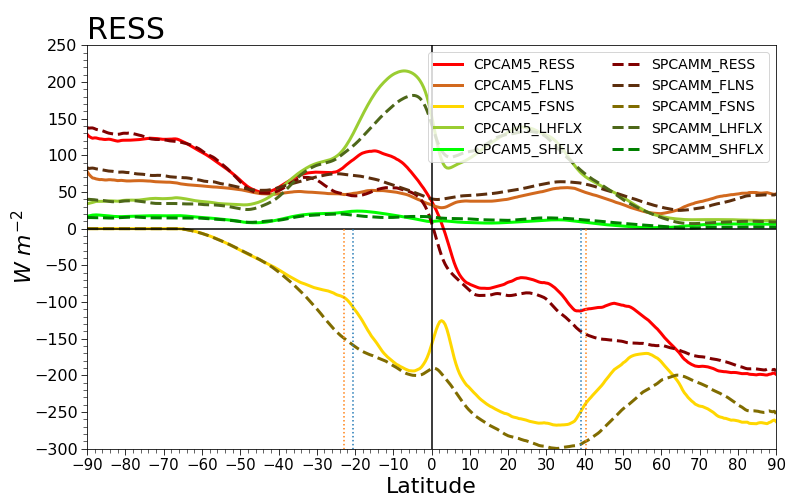 RESS
250
200
150
100
50
0
−50
−100
−150
−200
−250
−300
W m⁻²
CPCAM5_RESS
CPCAM5_FLNS
CPCAM5_FSNS
CPCAM5_LHFLX
CPCAM5_SHFLX
SPCAMM_RESS
SPCAMM_FLNS
SPCAMM_FSNS
SPCAMM_LHFLX
SPCAMM_SHFLX
−90 −80 −70 −60 −50 −40 −30 −20 −10 0 10 20 30 40 50 60 70 80 90
Latitude